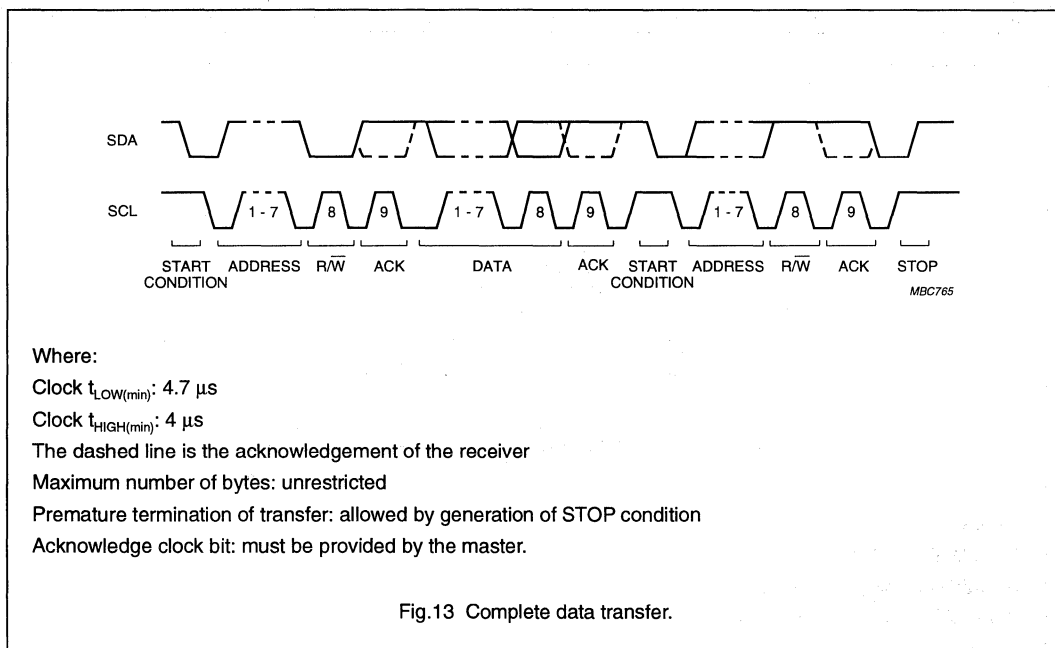 SDA
SCL 1 - 7 8 9 1 - 7 8 9 1 - 7 8 9
START CONDITION ADDRESS R/W̅ ACK DATA ACK START CONDITION ADDRESS R/W̅ ACK STOP
MBC765
Where:
Clock tLOW(min): 4.7 μs
Clock tHIGH(min): 4 μs
The dashed line is the acknowledgement of the receiver
Maximum number of bytes: unrestricted
Premature termination of transfer: allowed by generation of STOP condition
Acknowledge clock bit: must be provided by the master.
Fig.13 Complete data transfer.